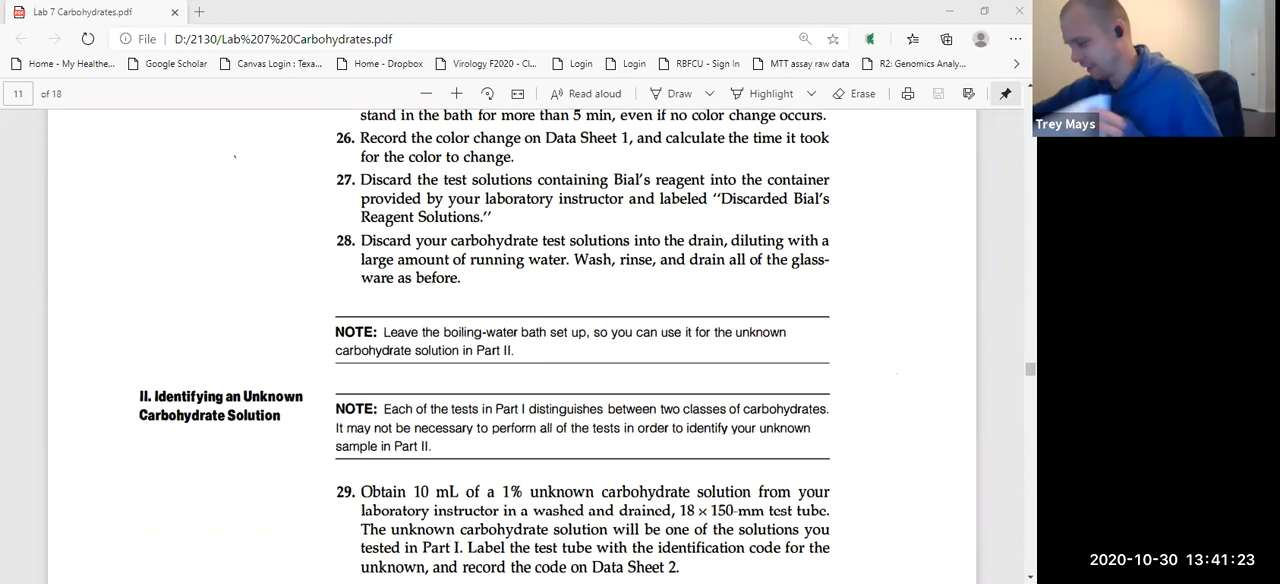 Lab 7 Carbohydrates.pdf
File
D:/2130/Lab%207%20Carbohydrates.pdf
Home - My Healthe...
Google Scholar
Canvas Login : Texa...
Home - Dropbox
Virology F2020 - Cl...
Login
Login
RBFCU - Sign In
MTT assay raw data
R2: Genomics Analy...
11 of 18
Read aloud
Draw
Highlight
Erase
Trey Mays
stand in the bath for more than 5 min, even if no color change occurs.
26. Record the color change on Data Sheet 1, and calculate the time it took
for the color to change.
27. Discard the test solutions containing Bial's reagent into the container
provided by your laboratory instructor and labeled "Discarded Bial's
Reagent Solutions."
28. Discard your carbohydrate test solutions into the drain, diluting with a
large amount of running water. Wash, rinse, and drain all of the glass-
ware as before.
NOTE: Leave the boiling-water bath set up, so you can use it for the unknown
carbohydrate solution in Part II.
II. Identifying an Unknown
Carbohydrate Solution
NOTE: Each of the tests in Part I distinguishes between two classes of carbohydrates.
It may not be necessary to perform all of the tests in order to identify your unknown
sample in Part II.
29. Obtain 10 mL of a 1% unknown carbohydrate solution from your
laboratory instructor in a washed and drained, 18 × 150-mm test tube.
The unknown carbohydrate solution will be one of the solutions you
tested in Part I. Label the test tube with the identification code for the
unknown, and record the code on Data Sheet 2.
2020-10-30 13:41:23